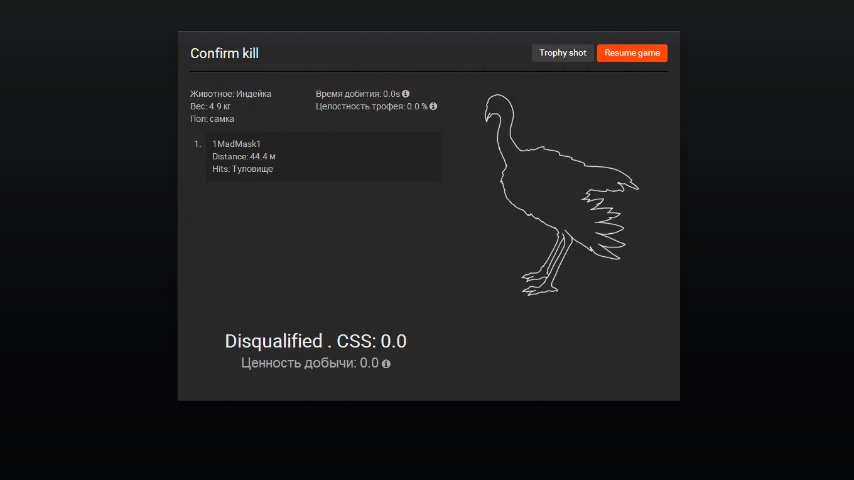 Confirm kill
Trophy shot
Resume game
Животное: Индейка
Вес: 4.9 кг
Пол: самка
Время добития: 0.0s
Целостность трофея: 0.0 %
1.
1MadMask1
Distance: 44.4 м
Hits: Туловище
Disqualified . CSS: 0.0
Ценность добычи: 0.0